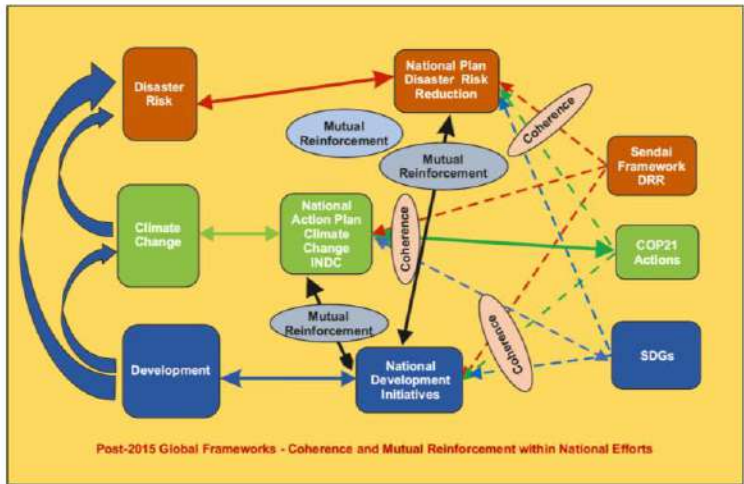 Disaster
Risk
National Plan
Disaster Risk
Reduction
Coherence
Mutual
Reinforcement
Mutual
Reinforcement
Sendai
Framework
DRR
Climate
Change
National
Action Plan
Climate
Change
INDC
Coherence
COP21
Actions
Mutual
Reinforcement
Coherence
Development
National
Development
Initiatives
SDGs
Post-2015 Global Frameworks - Coherence and Mutual Reinforcement within National Efforts